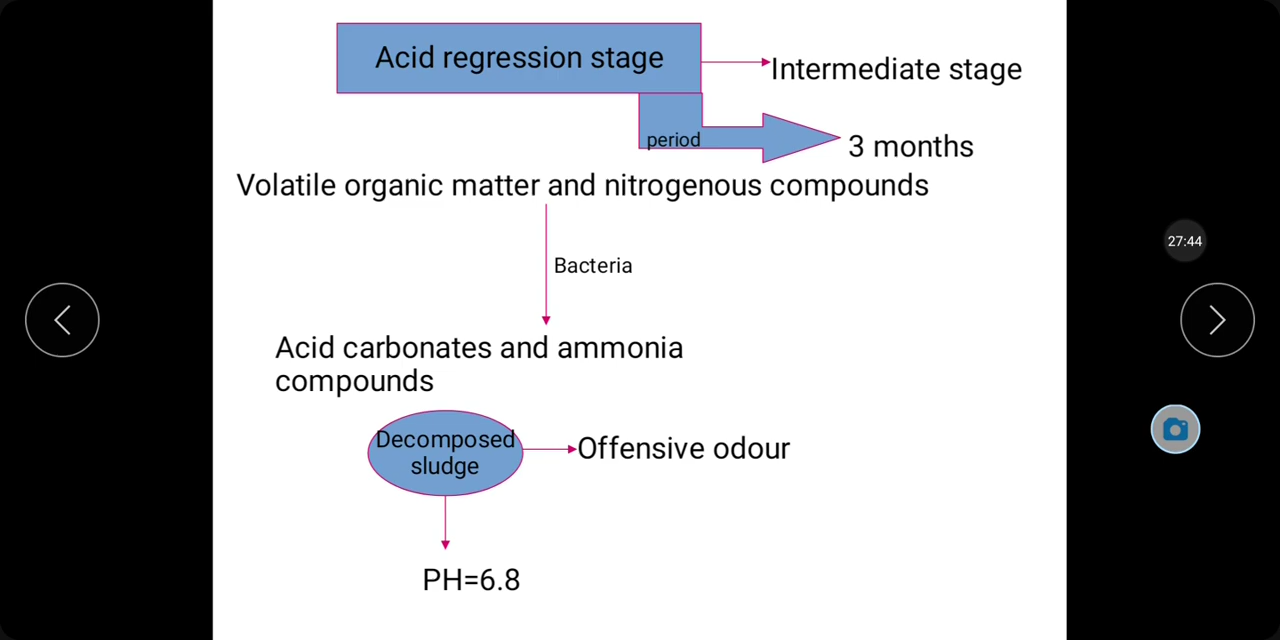 Acid regression stage
Intermediate stage
period
3 months
Volatile organic matter and nitrogenous compounds
Bacteria
Acid carbonates and ammonia
compounds
Decomposed
sludge
Offensive odour
PH=6.8
27:44